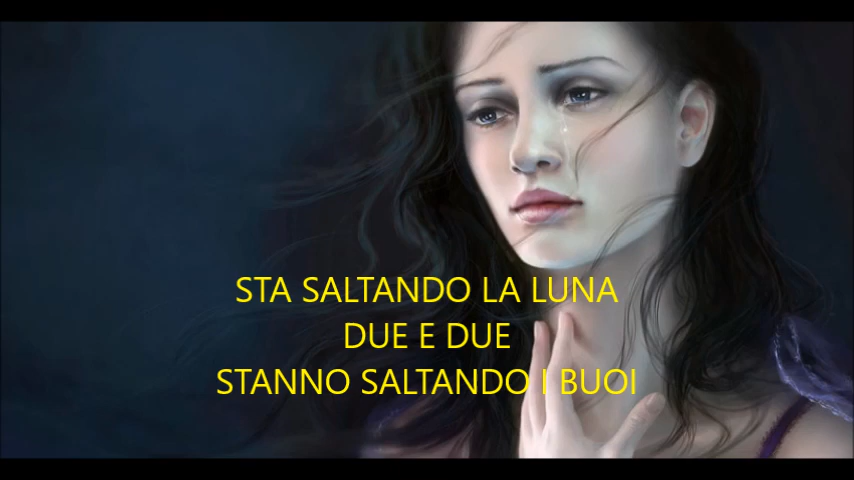 STA SALTANDO LA LUNA
DUE E DUE
STANNO SALTANDO I BUOI